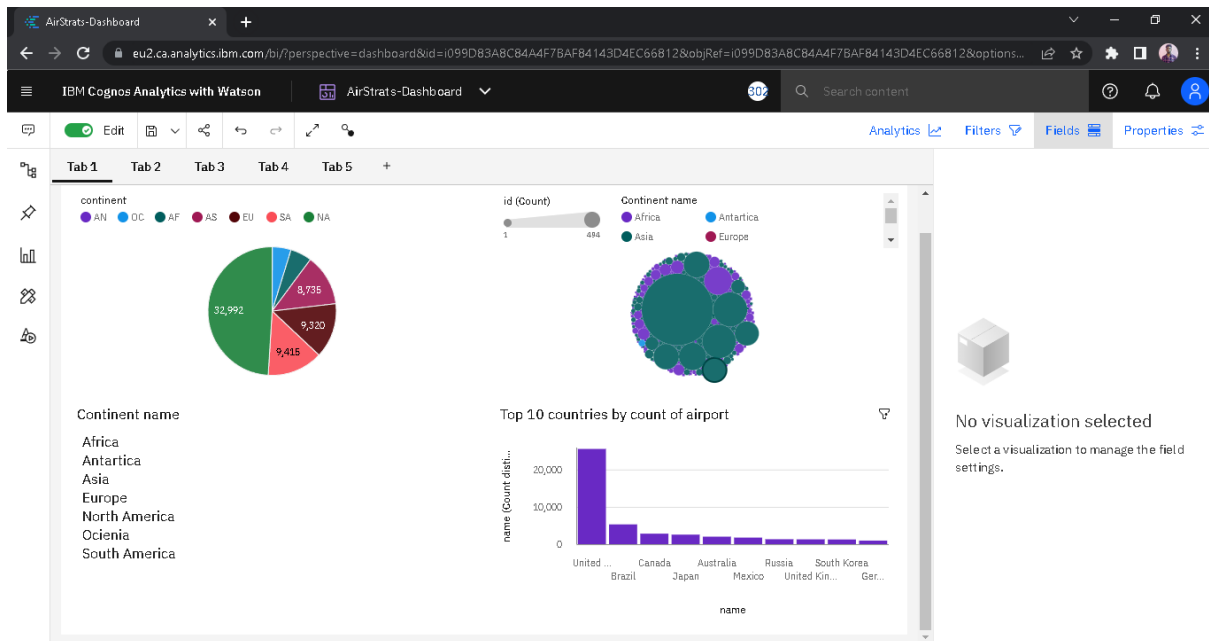 AirStrats-Dashboard
eu2.ca.analytics.ibm.com/bi/?perspective=dashboard&id=i099D83A8C84A4F7BAF84143D4EC66812&objRef=i099D83A8C84A4F7BAF84143D4EC66812&options...
IBM Cognos Analytics with Watson
AirStrats-Dashboard
302
Search content
Edit
Analytics
Filters
Fields
Properties
Tab 1 Tab 2 Tab 3 Tab 4 Tab 5 +
continent
AN OC AF AS EU SA NA
8,735
32,992
9,320
9,415
id (Count)
1 494
Continent name
Africa Antartica
Asia Europe
Continent name
Africa
Antartica
Asia
Europe
North America
Ocienia
South America
Top 10 countries by count of airport
name (Count disti...
20,000
10,000
0
United ... Canada Australia Russia South Korea
Brazil Japan Mexico United Kin... Ger...
name
No visualization selected
Select a visualization to manage the field
settings.